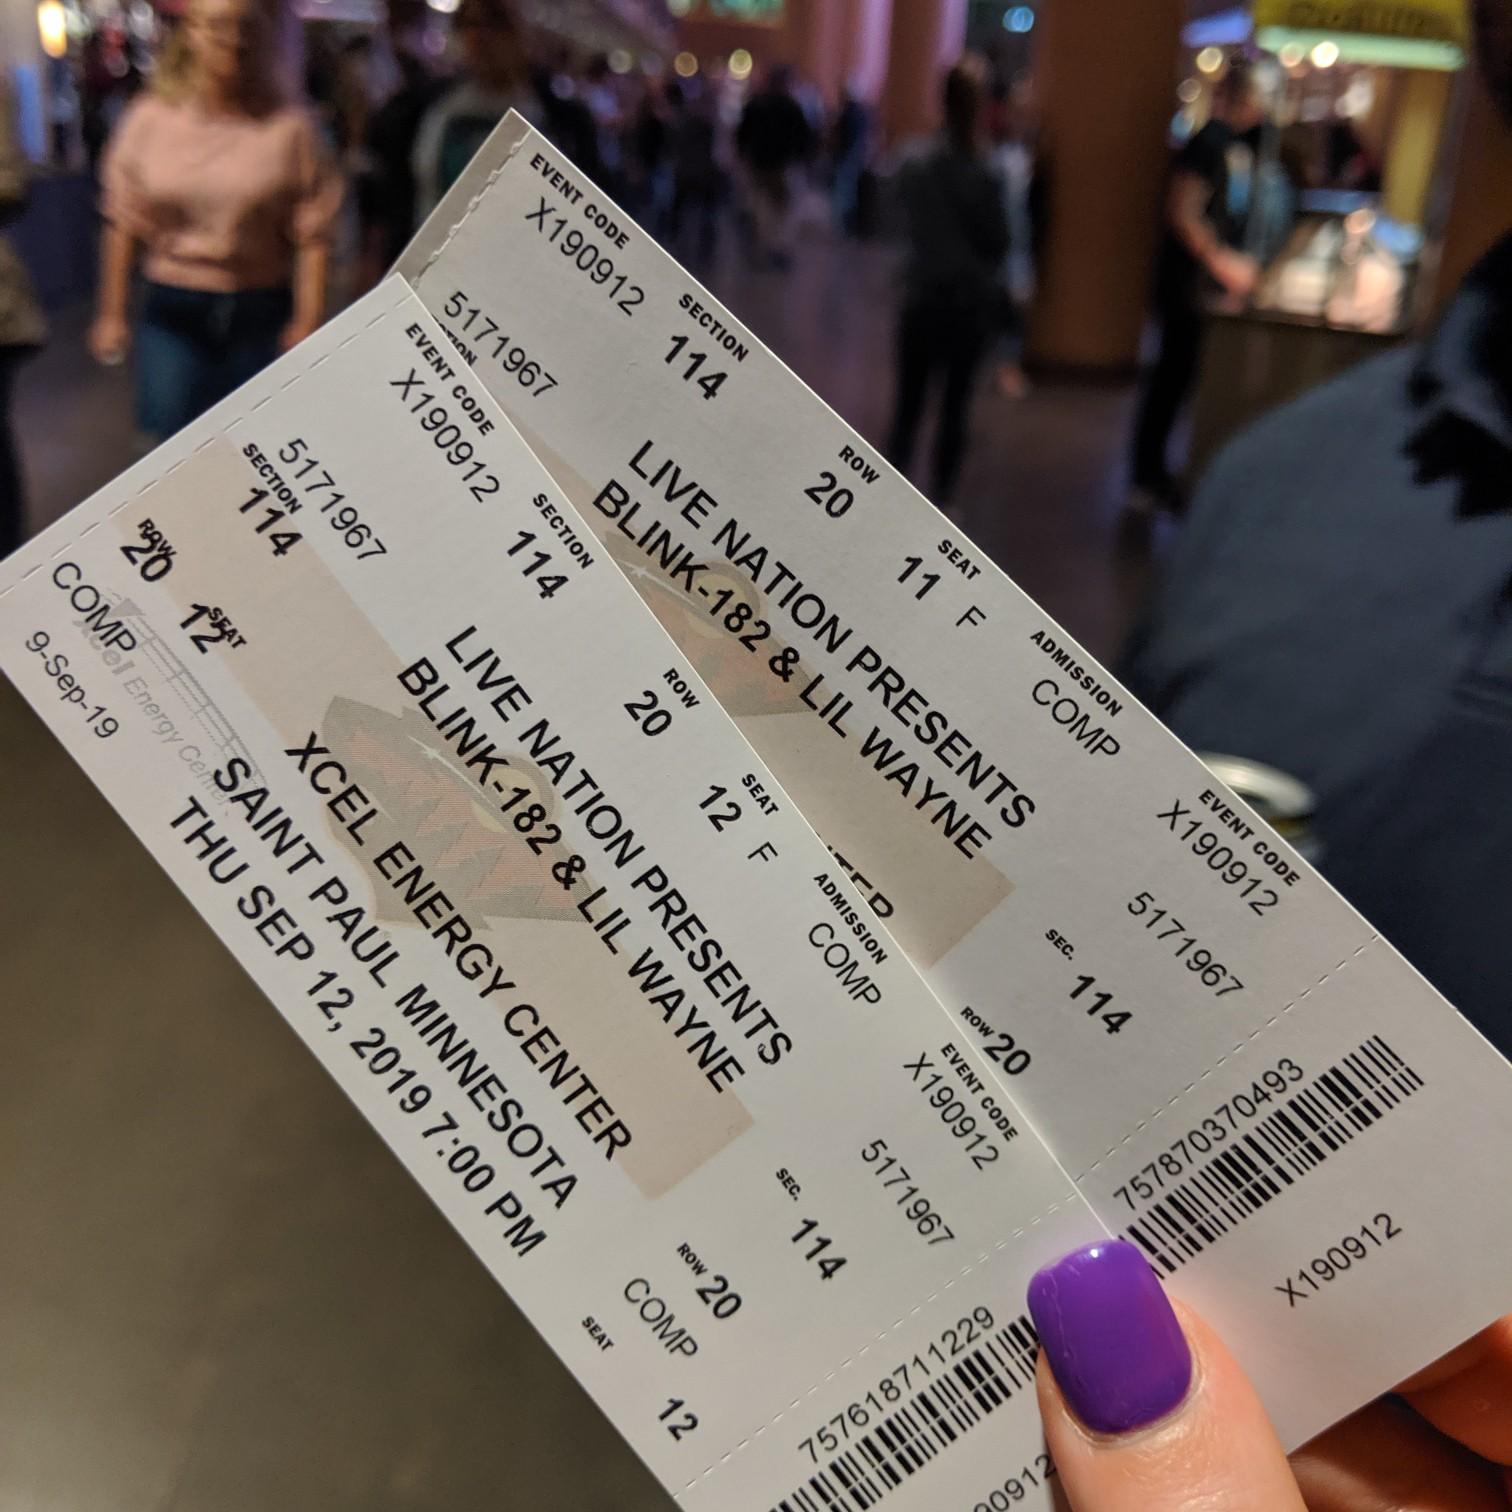 EVENT CODE
X190912
SECTION
114
ROW
20
SEAT
11 F
ADMISSION
COMP
5171967
LIVE NATION PRESENTS
BLINK-182 & LIL WAYNE
EVENT CODE
X190912
5171967
SEC.
114
ROW 20
757870370493
X190912
EVENT CODE
X190912
SECTION
114
ROW
20
SEAT
12 F
ADMISSION
COMP
5171967
SECTION
114
ROW
20
SEAT
12
COMP
9-Sep-19
Xcel Energy Center
LIVE NATION PRESENTS
BLINK-182 & LIL WAYNE
XCEL ENERGY CENTER
SAINT PAUL MINNESOTA
THU SEP 12, 2019 7:00 PM
EVENT CODE
X190912
5171967
SEC.
114
ROW 20
COMP
SEAT
12
757618711229